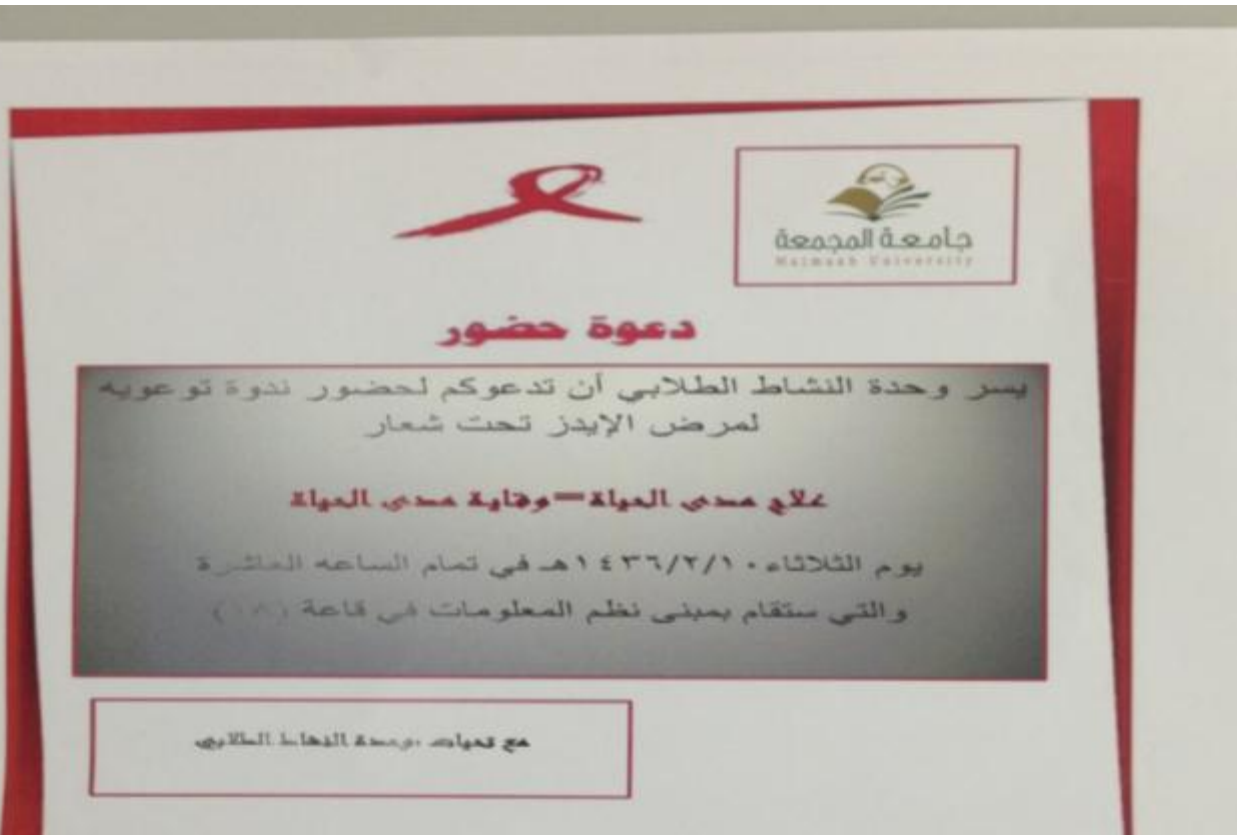 جامعة المجمعة
Majmaah University
دعوة حضور
يسر وحدة النشاط الطلابي أن تدعوكم لحضور ندوة توعويه
لمرض الإيدز تحت شعار
علاج مدى الحياة=وقاية مدى الحياة
يوم الثلاثاء ١٤٣٦/٢/١٠هـ في تمام الساعه العاشرة
والتي ستقام بمبنى نظم المعلومات في قاعة
مع تحيات وحدة النشاط الطلابي